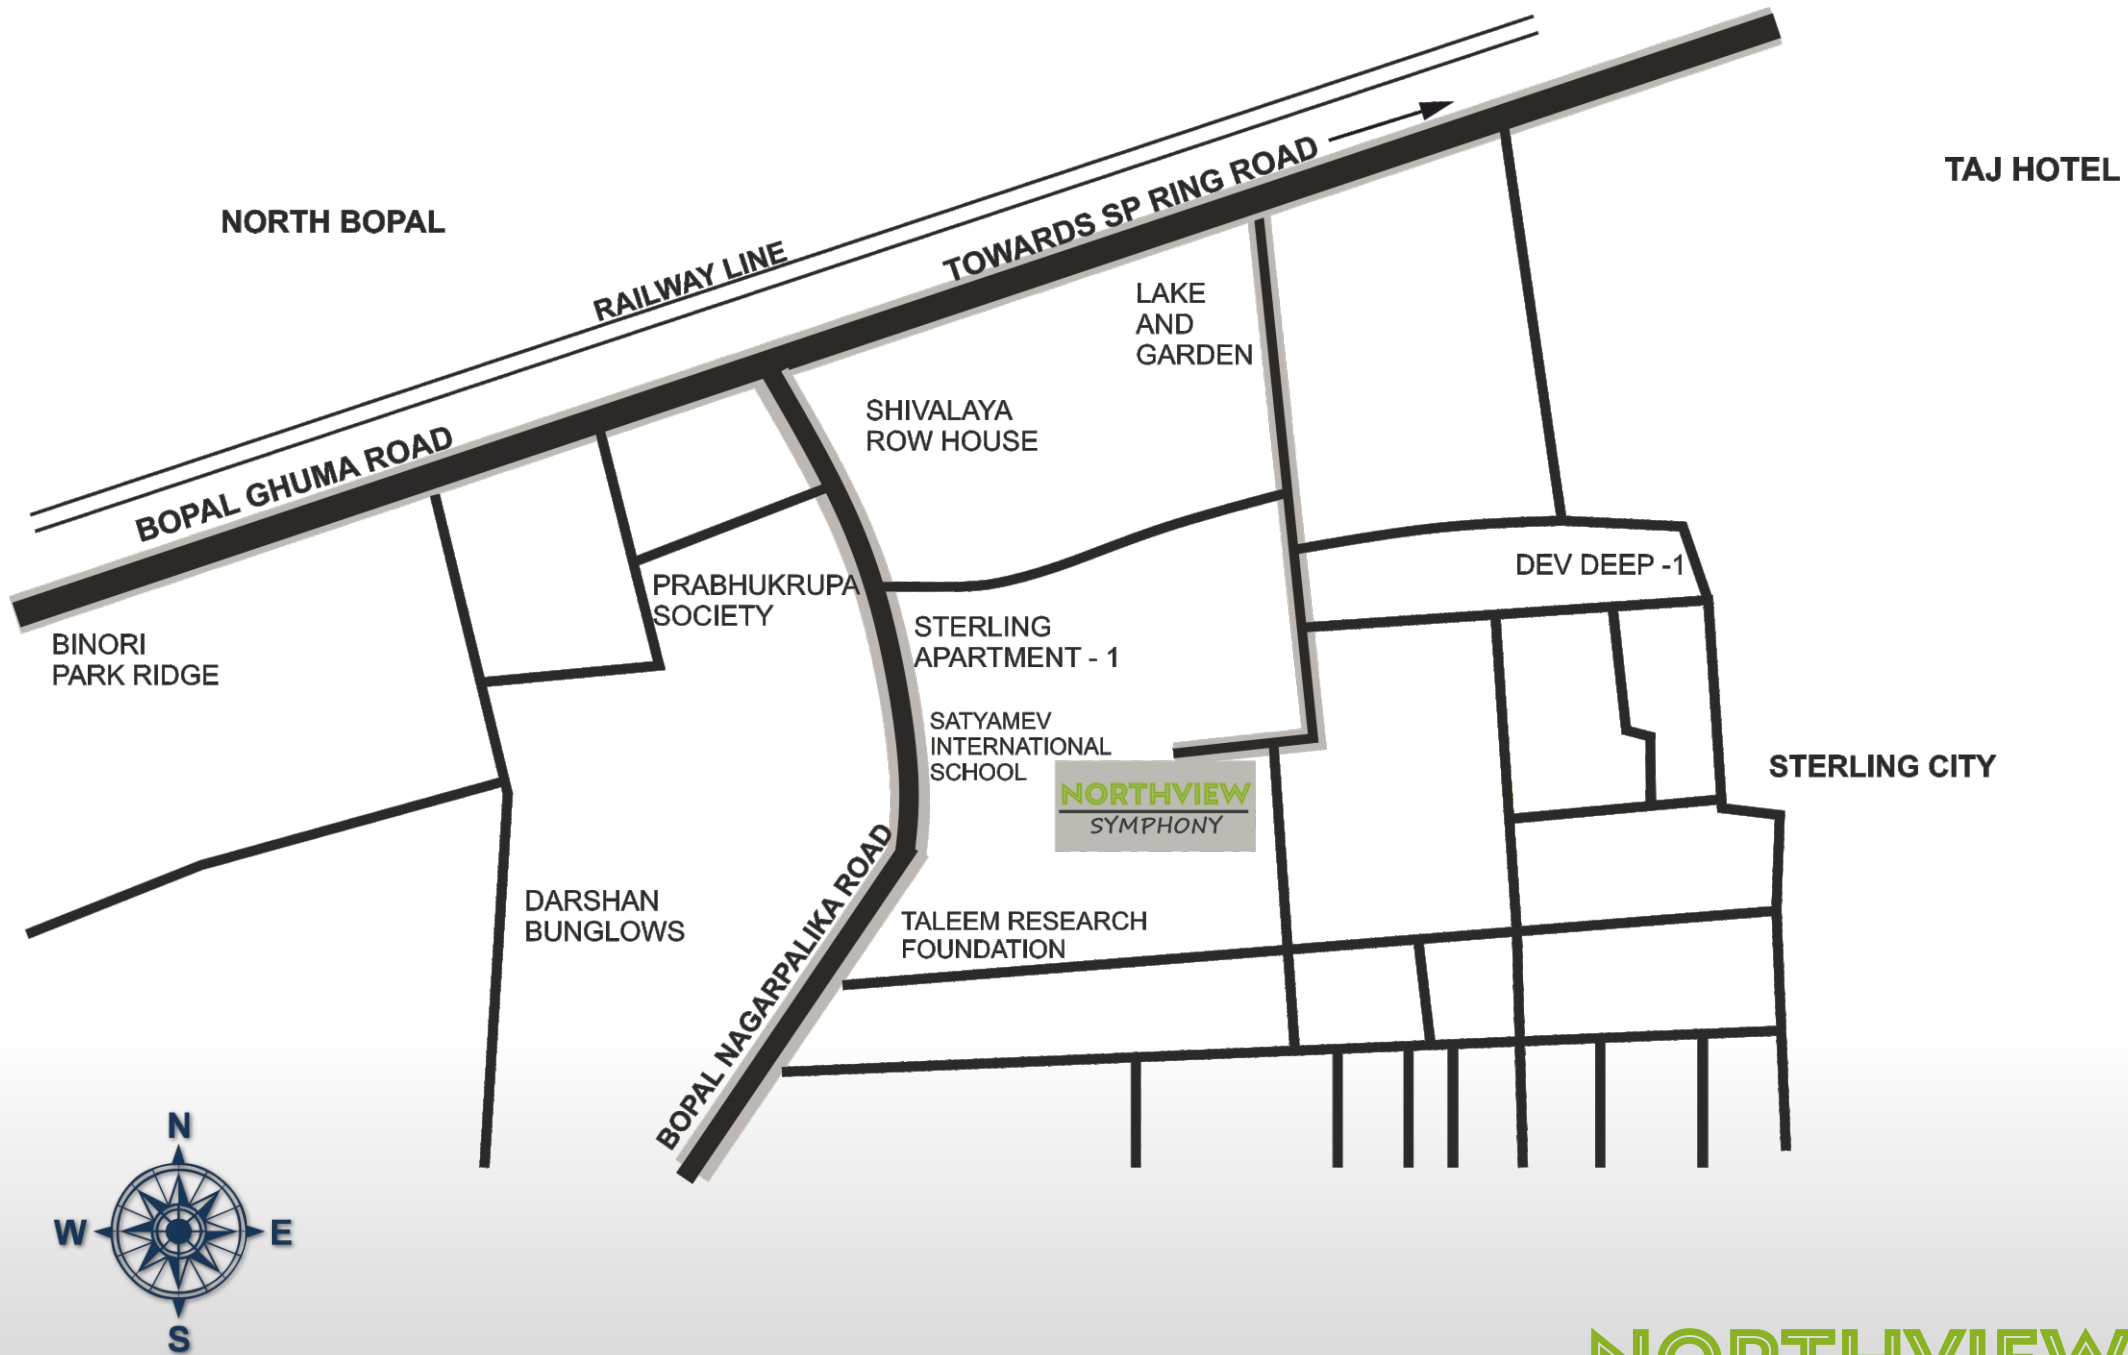 TAJ HOTEL
NORTH BOPAL
RAILWAY LINE
TOWARDS SP RING ROAD
LAKE
AND
GARDEN
SHIVALAYA
ROW HOUSE
BOPAL GHUMA ROAD
DEV DEEP -1
PRABHUKRUPA
SOCIETY
BINORI
PARK RIDGE
STERLING
APARTMENT - 1
SATYAMEV
INTERNATIONAL
SCHOOL
STERLING CITY
NORTHVIEW
SYMPHONY
DARSHAN
BUNGLOWS
BOPAL NAGARPALIKA ROAD
TALEEM RESEARCH
FOUNDATION
N
W E
S
NORTHVIEW